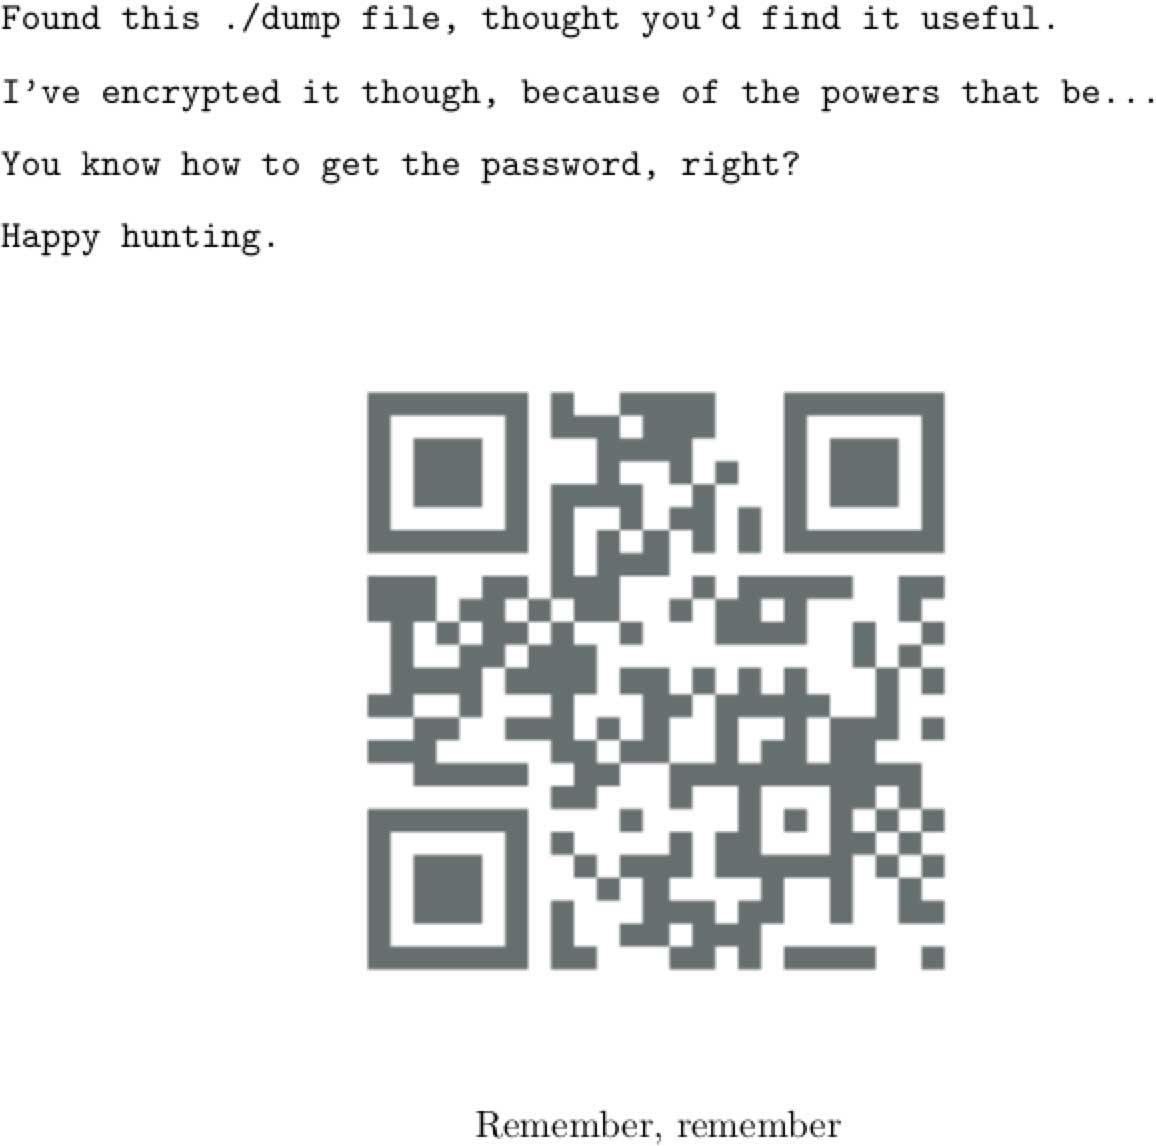 Found this ./dump file, thought you'd find it useful.
I've encrypted it though, because of the powers that be...
You know how to get the password, right?
Happy hunting.
Remember, remember